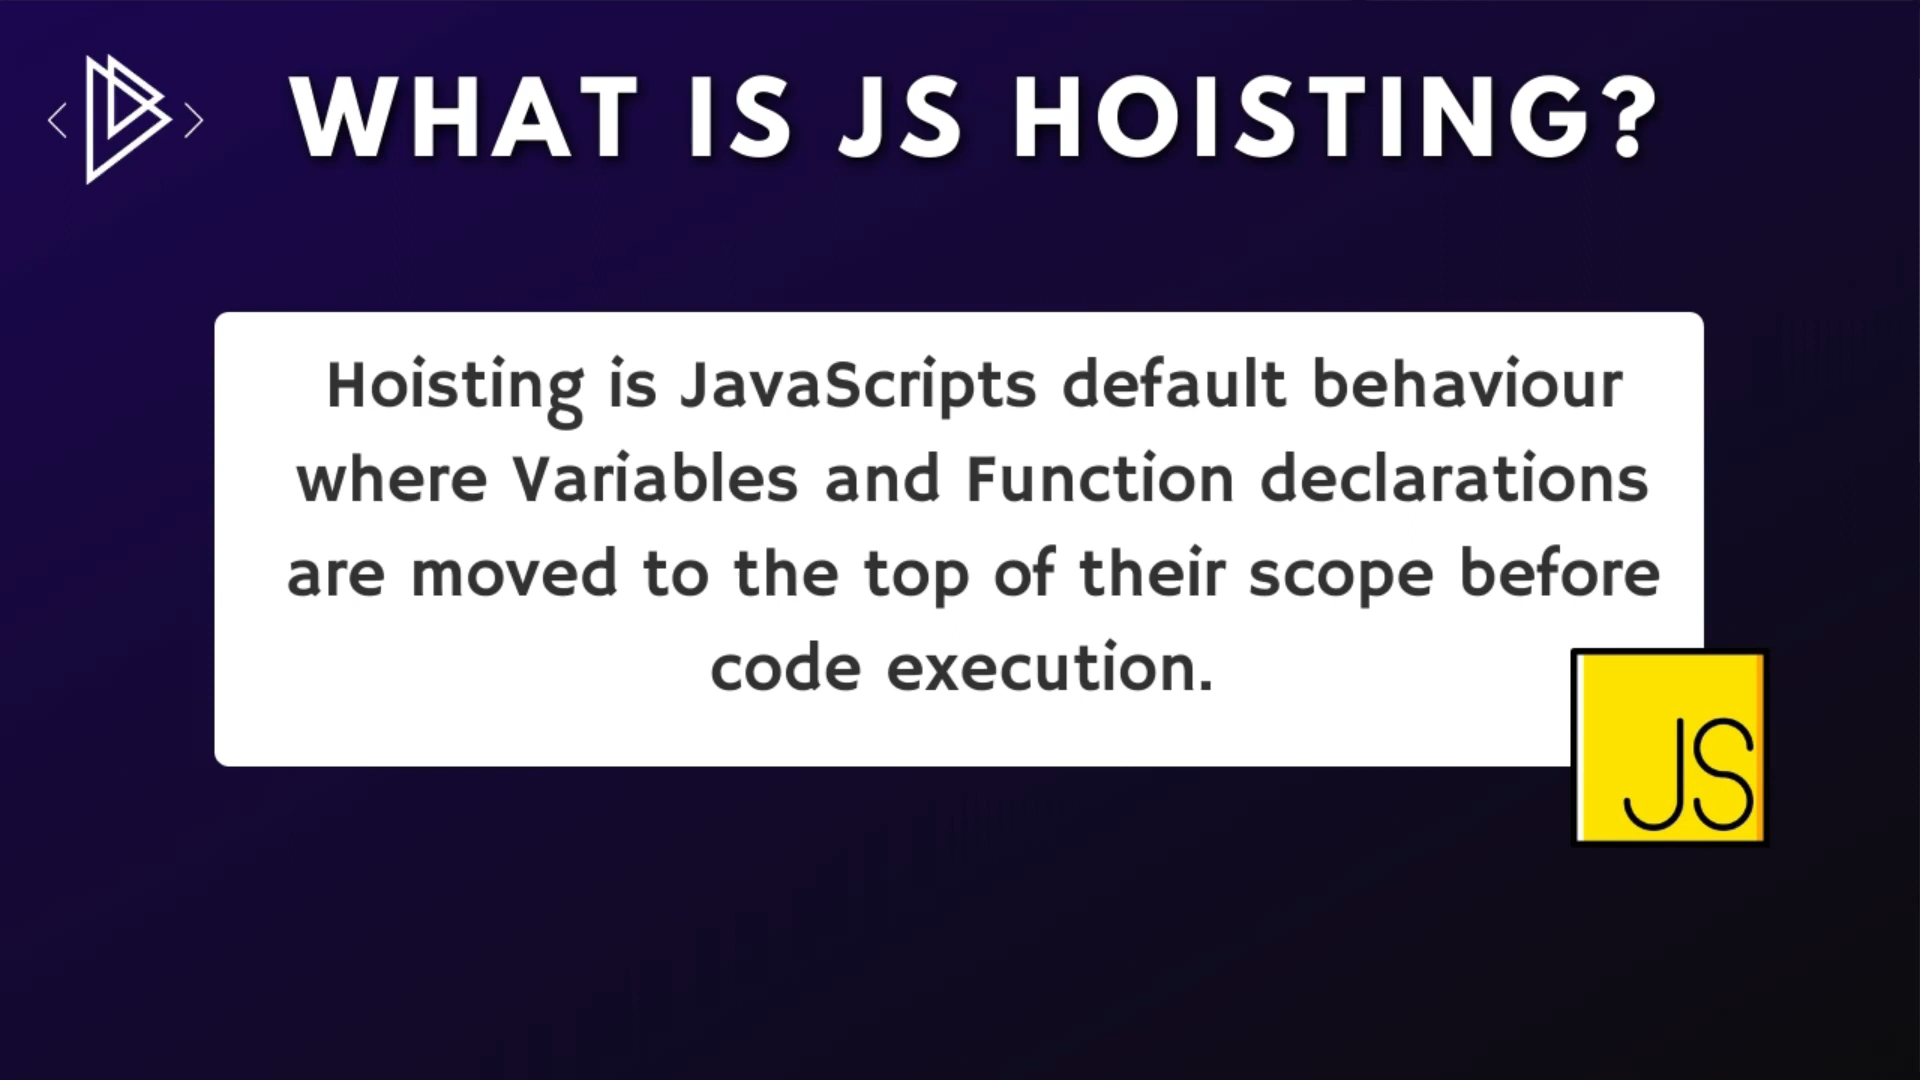 WHAT IS JS HOISTING?
Hoisting is JavaScripts default behaviour
where Variables and Function declarations
are moved to the top of their scope before
code execution.
JS